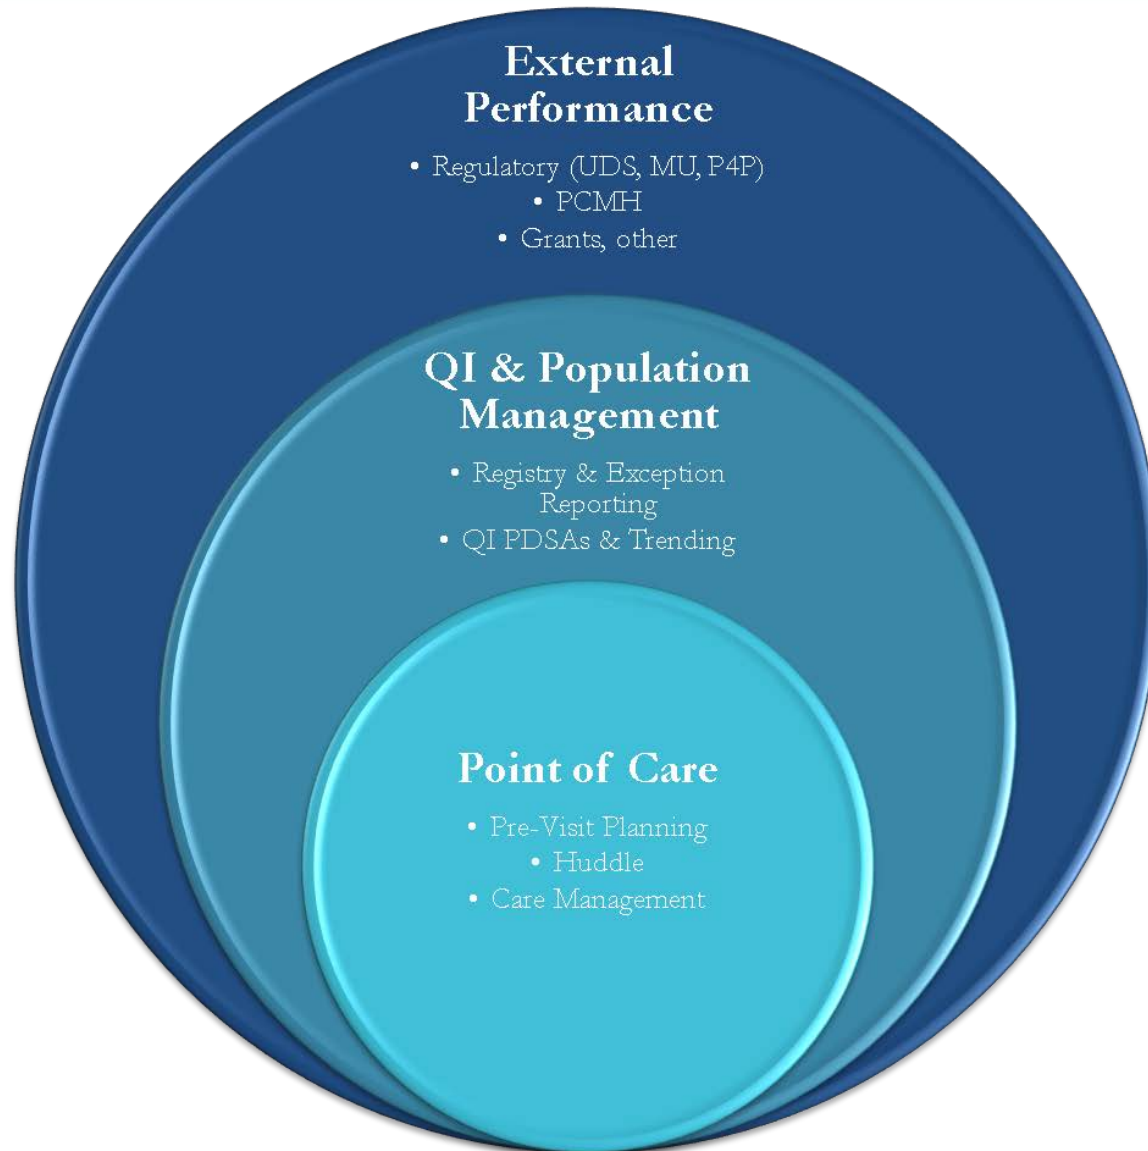 External
Performance
• Regulatory (UDS, MU, P4P)
• PCMH
• Grants, other
QI & Population
Management
• Registry & Exception
Reporting
• QI PDSAs & Trending
Point of Care
• Pre-Visit Planning
• Huddle
• Care Management